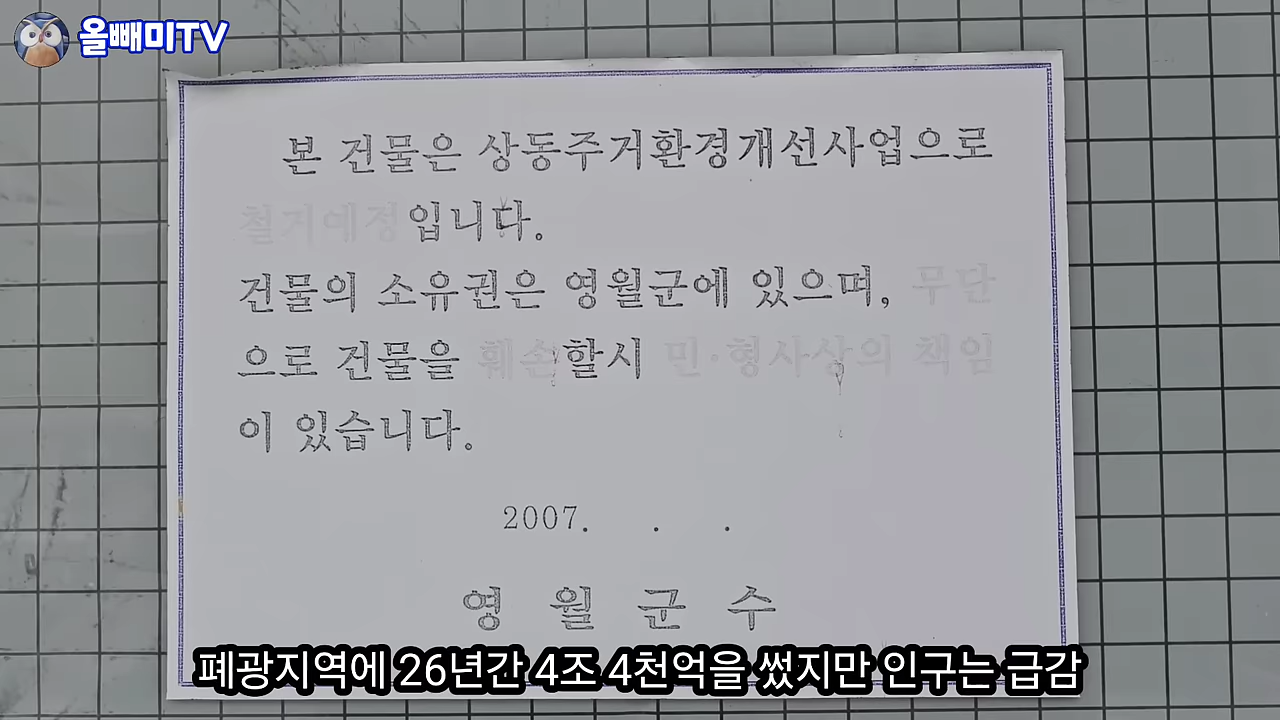 올빼미TV
본 건물은 상동주거환경개선사업으로
철거예정입니다.
건물의 소유권은 영월군에 있으며, 무단
으로 건물을 훼손할시 민·형사상의 책임
이 있습니다.
2007. . .
영 월 군 수
폐광지역에 26년간 4조 4천억을 썼지만 인구는 급감